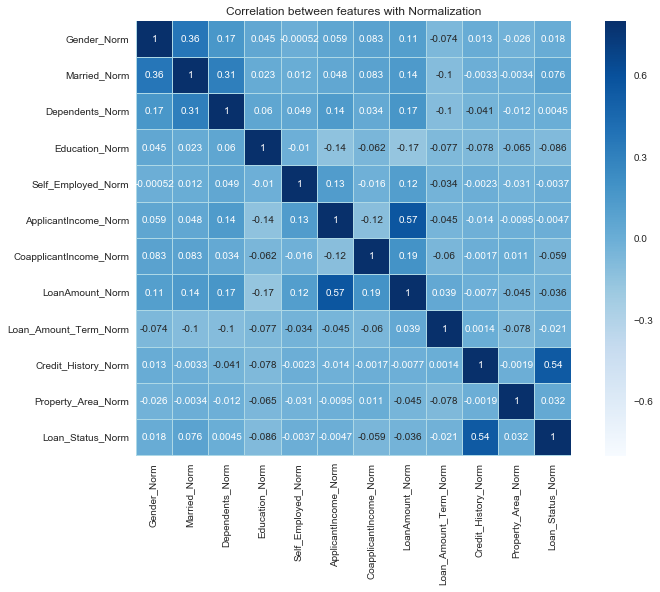 Correlation between features with Normalization
Gender_Norm 1 0.36 0.17 0.045 -0.00052 0.059 0.083 0.11 -0.074 0.013 -0.026 0.018
Married_Norm 0.36 1 0.31 0.023 0.012 0.048 0.083 0.14 -0.1 -0.0033 -0.0034 0.076
Dependents_Norm 0.17 0.31 1 0.06 0.049 0.14 0.034 0.17 -0.1 -0.041 -0.012 0.0045
Education_Norm 0.045 0.023 0.06 1 -0.01 -0.14 -0.062 -0.17 -0.077 -0.078 -0.065 -0.086
Self_Employed_Norm -0.00052 0.012 0.049 -0.01 1 0.13 -0.016 0.12 -0.034 -0.0023 -0.031 -0.0037
ApplicantIncome_Norm 0.059 0.048 0.14 -0.14 0.13 1 -0.12 0.57 -0.045 -0.014 -0.0095 -0.0047
CoapplicantIncome_Norm 0.083 0.083 0.034 -0.062 -0.016 -0.12 1 0.19 -0.06 -0.0017 0.011 -0.059
LoanAmount_Norm 0.11 0.14 0.17 -0.17 0.12 0.57 0.19 1 0.039 -0.0077 -0.045 -0.036
Loan_Amount_Term_Norm -0.074 -0.1 -0.1 -0.077 -0.034 -0.045 -0.06 0.039 1 0.0014 -0.078 -0.021
Credit_History_Norm 0.013 -0.0033 -0.041 -0.078 -0.0023 -0.014 -0.0017 -0.0077 0.0014 1 -0.0019 0.54
Property_Area_Norm -0.026 -0.0034 -0.012 -0.065 -0.031 -0.0095 0.011 -0.045 -0.078 -0.0019 1 0.032
Loan_Status_Norm 0.018 0.076 0.0045 -0.086 -0.0037 -0.0047 -0.059 -0.036 -0.021 0.54 0.032 1
Gender_Norm
Married_Norm
Dependents_Norm
Education_Norm
Self_Employed_Norm
ApplicantIncome_Norm
CoapplicantIncome_Norm
LoanAmount_Norm
Loan_Amount_Term_Norm
Credit_History_Norm
Property_Area_Norm
Loan_Status_Norm
0.6
0.3
0.0
−0.3
−0.6